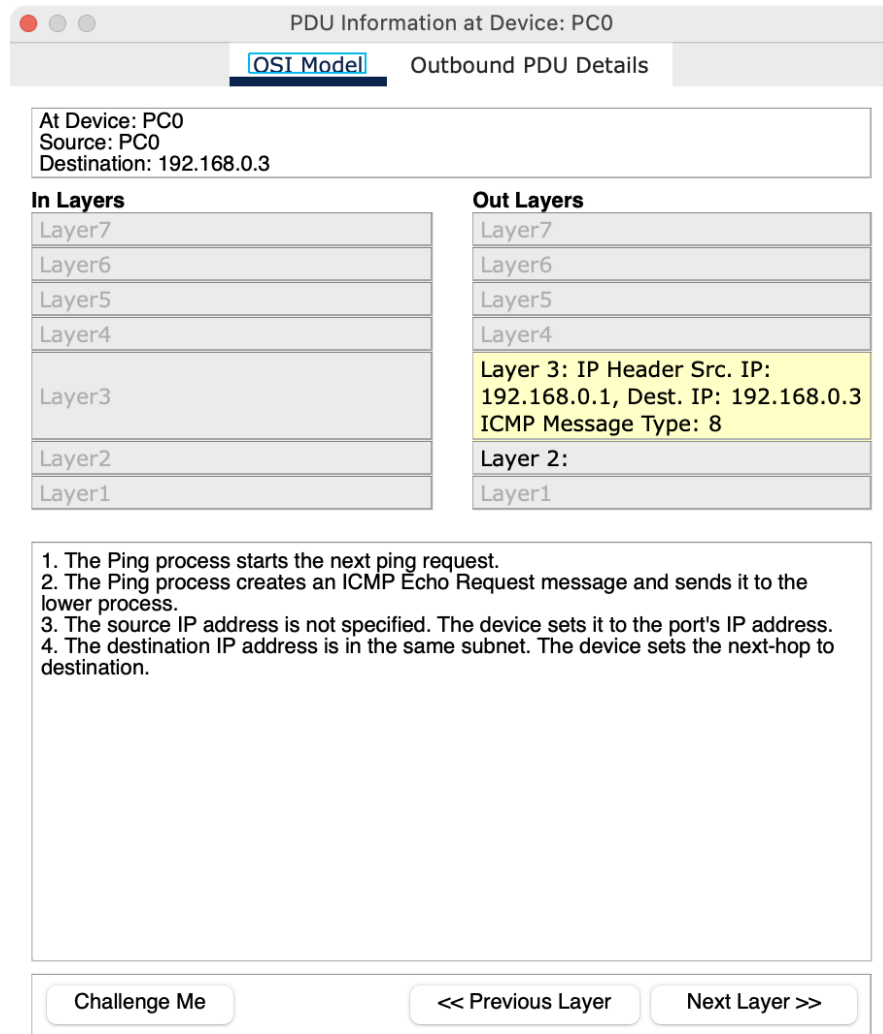 PDU Information at Device: PC0
OSI Model
Outbound PDU Details
At Device: PC0
Source: PC0
Destination: 192.168.0.3
In Layers
Layer7
Layer6
Layer5
Layer4
Layer3
Layer2
Layer1
Out Layers
Layer7
Layer6
Layer5
Layer4
Layer 3: IP Header Src. IP:
192.168.0.1, Dest. IP: 192.168.0.3
ICMP Message Type: 8
Layer 2:
Layer1
1. The Ping process starts the next ping request.
2. The Ping process creates an ICMP Echo Request message and sends it to the
lower process.
3. The source IP address is not specified. The device sets it to the port's IP address.
4. The destination IP address is in the same subnet. The device sets the next-hop to
destination.
Challenge Me
<< Previous Layer
Next Layer >>